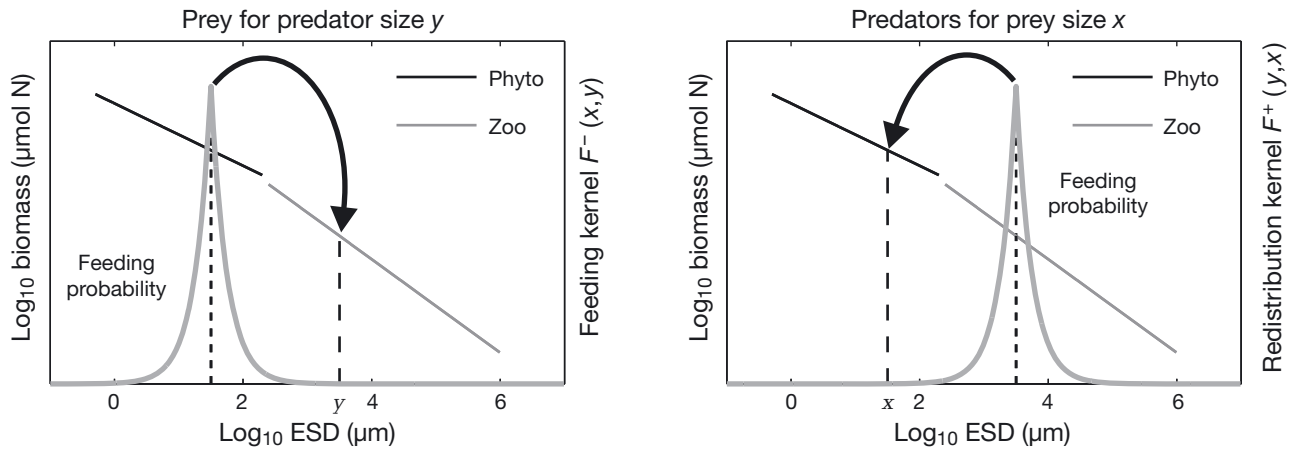 Prey for predator size y
Log10 biomass (µmol N)
Phyto
Zoo
Feeding
probability
Feeding kernel F⁻ (x,y)
0 2 y 4 6
Log10 ESD (µm)
Predators for prey size x
Log10 biomass (µmol N)
Phyto
Zoo
Feeding
probability
Redistribution kernel F⁺ (y,x)
0 x 2 4 6
Log10 ESD (µm)